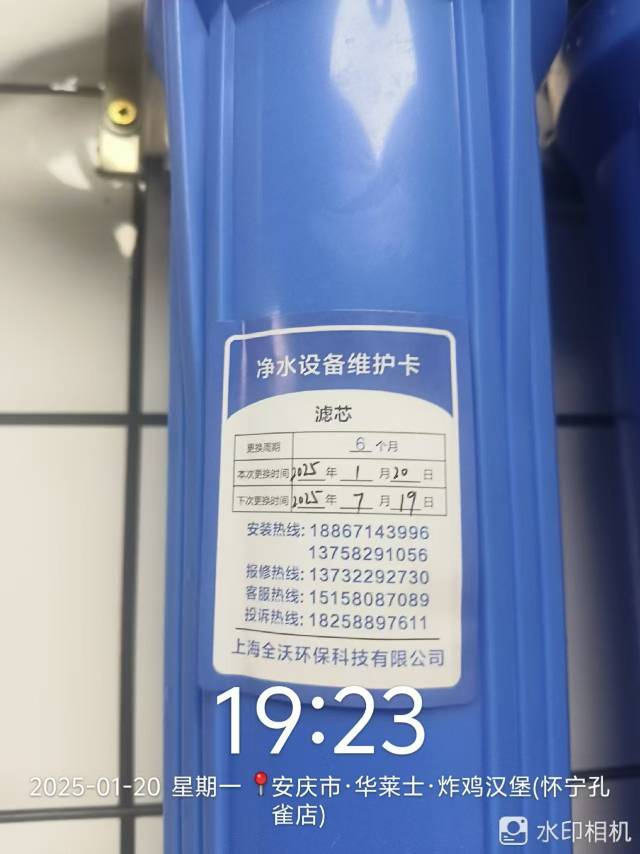 净水设备维护卡
滤芯
更换周期 6 个月
本次更换时间 2025 年 1 月 20 日
下次更换时间 2025 年 7 月 19 日
安装热线: 18867143996
13758291056
报修热线: 13732292730
客服热线: 15158087089
投诉热线: 18258897611
上海全沃环保科技有限公司
19:23
2025-01-20 星期一 安庆市·华莱士·炸鸡汉堡(怀宁孔
雀店)
水印相机